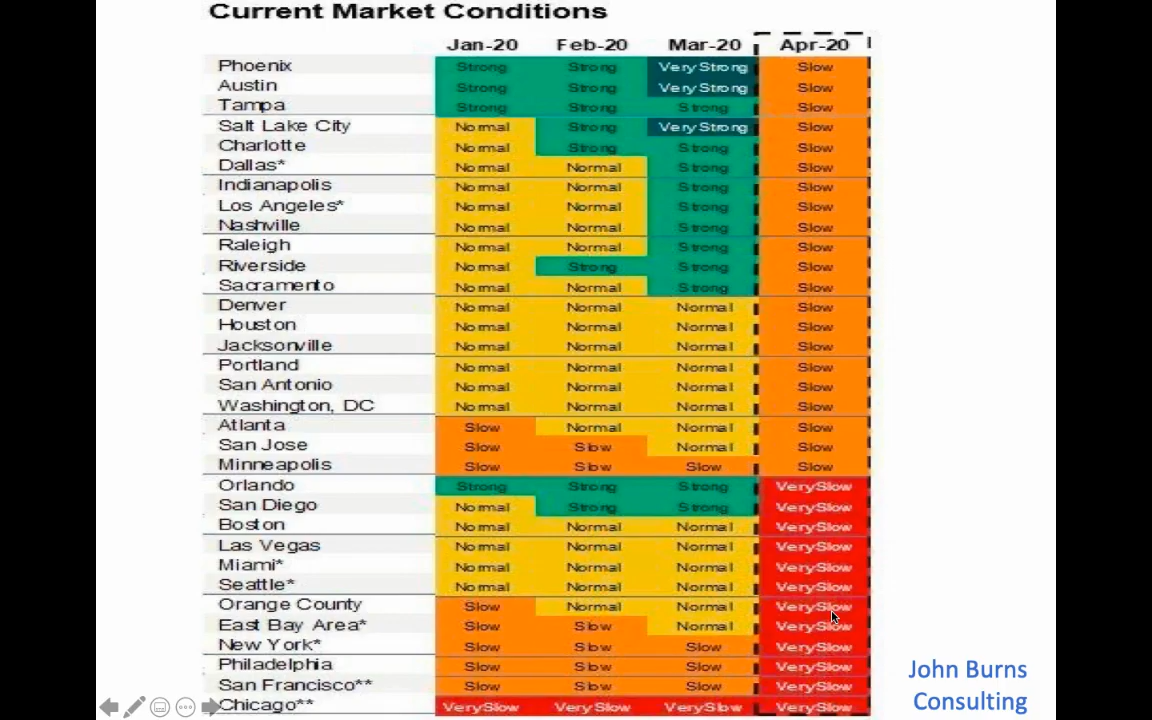 Current Market Conditions
Jan-20 Feb-20 Mar-20 Apr-20
Phoenix Strong Strong Very Strong Slow
Austin Strong Strong Very Strong Slow
Tampa Strong Strong Strong Slow
Salt Lake City Normal Strong Very Strong Slow
Charlotte Normal Strong Strong Slow
Dallas* Normal Normal Strong Slow
Indianapolis Normal Normal Strong Slow
Los Angeles* Normal Normal Strong Slow
Nashville Normal Normal Strong Slow
Raleigh Normal Normal Strong Slow
Riverside Normal Strong Strong Slow
Sacramento Normal Normal Strong Slow
Denver Normal Normal Normal Slow
Houston Normal Normal Normal Slow
Jacksonville Normal Normal Normal Slow
Portland Normal Normal Normal Slow
San Antonio Normal Normal Normal Slow
Washington, DC Normal Normal Normal Slow
Atlanta Slow Normal Normal Slow
San Jose Slow Slow Normal Slow
Minneapolis Slow Slow Slow Slow
Orlando Strong Strong Strong Very Slow
San Diego Normal Strong Strong Very Slow
Boston Normal Normal Normal Very Slow
Las Vegas Normal Normal Normal Very Slow
Miami* Normal Normal Normal Very Slow
Seattle* Normal Normal Normal Very Slow
Orange County Slow Normal Normal Very Slow
East Bay Area* Slow Slow Normal Very Slow
New York* Slow Slow Slow Very Slow
Philadelphia Slow Slow Slow Very Slow
San Francisco** Slow Slow Slow Very Slow
Chicago** Very Slow Very Slow Very Slow Very Slow
John Burns
Consulting